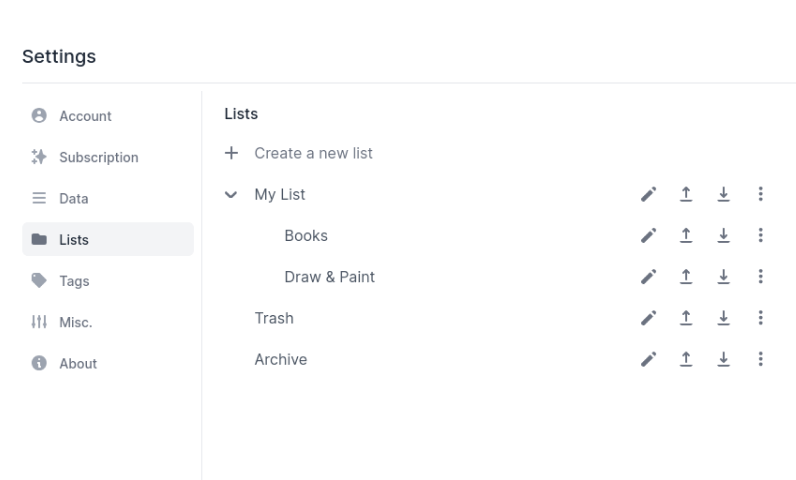 Settings
Account
Subscription
Data
Lists
Tags
Misc.
About
Lists
Create a new list
My List
Books
Draw & Paint
Trash
Archive